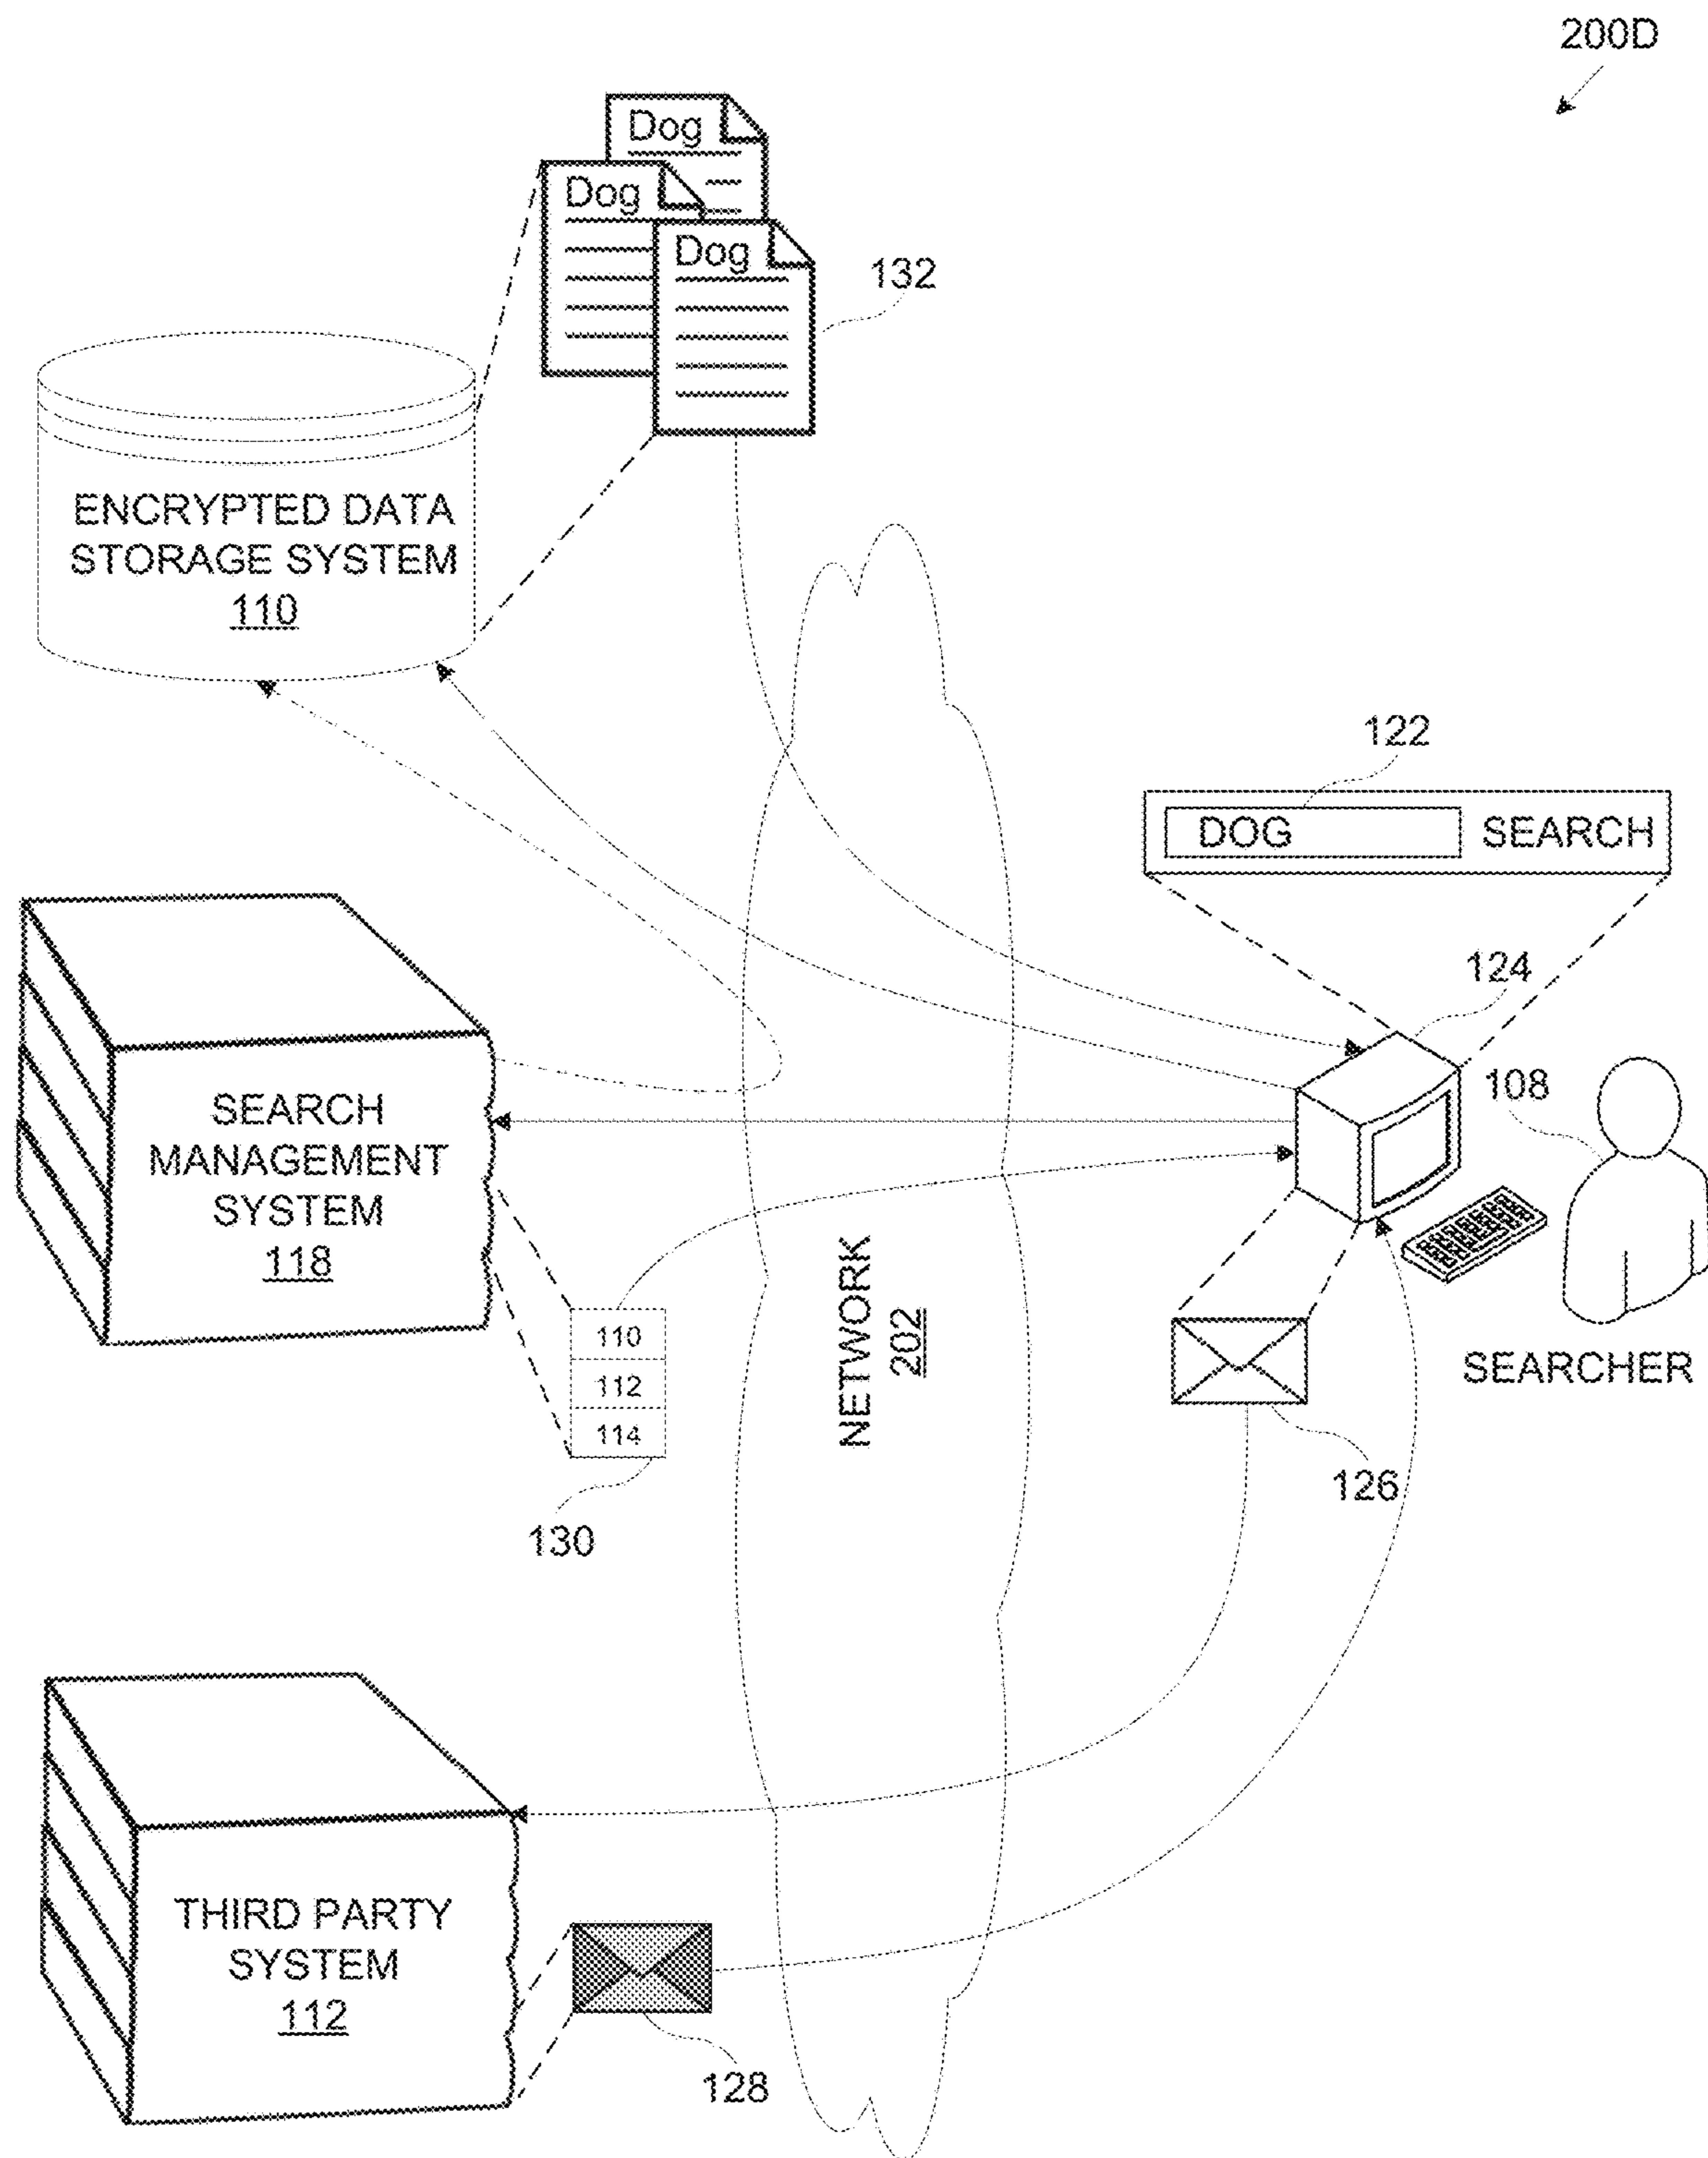 200D
Dog
Dog
Dog
132
ENCRYPTED DATA
STORAGE SYSTEM
110
122
DOG SEARCH
124
108
SEARCH
MANAGEMENT
SYSTEM
118
110
112
114
130
NETWORK
202
SEARCHER
126
THIRD PARTY
SYSTEM
112
128